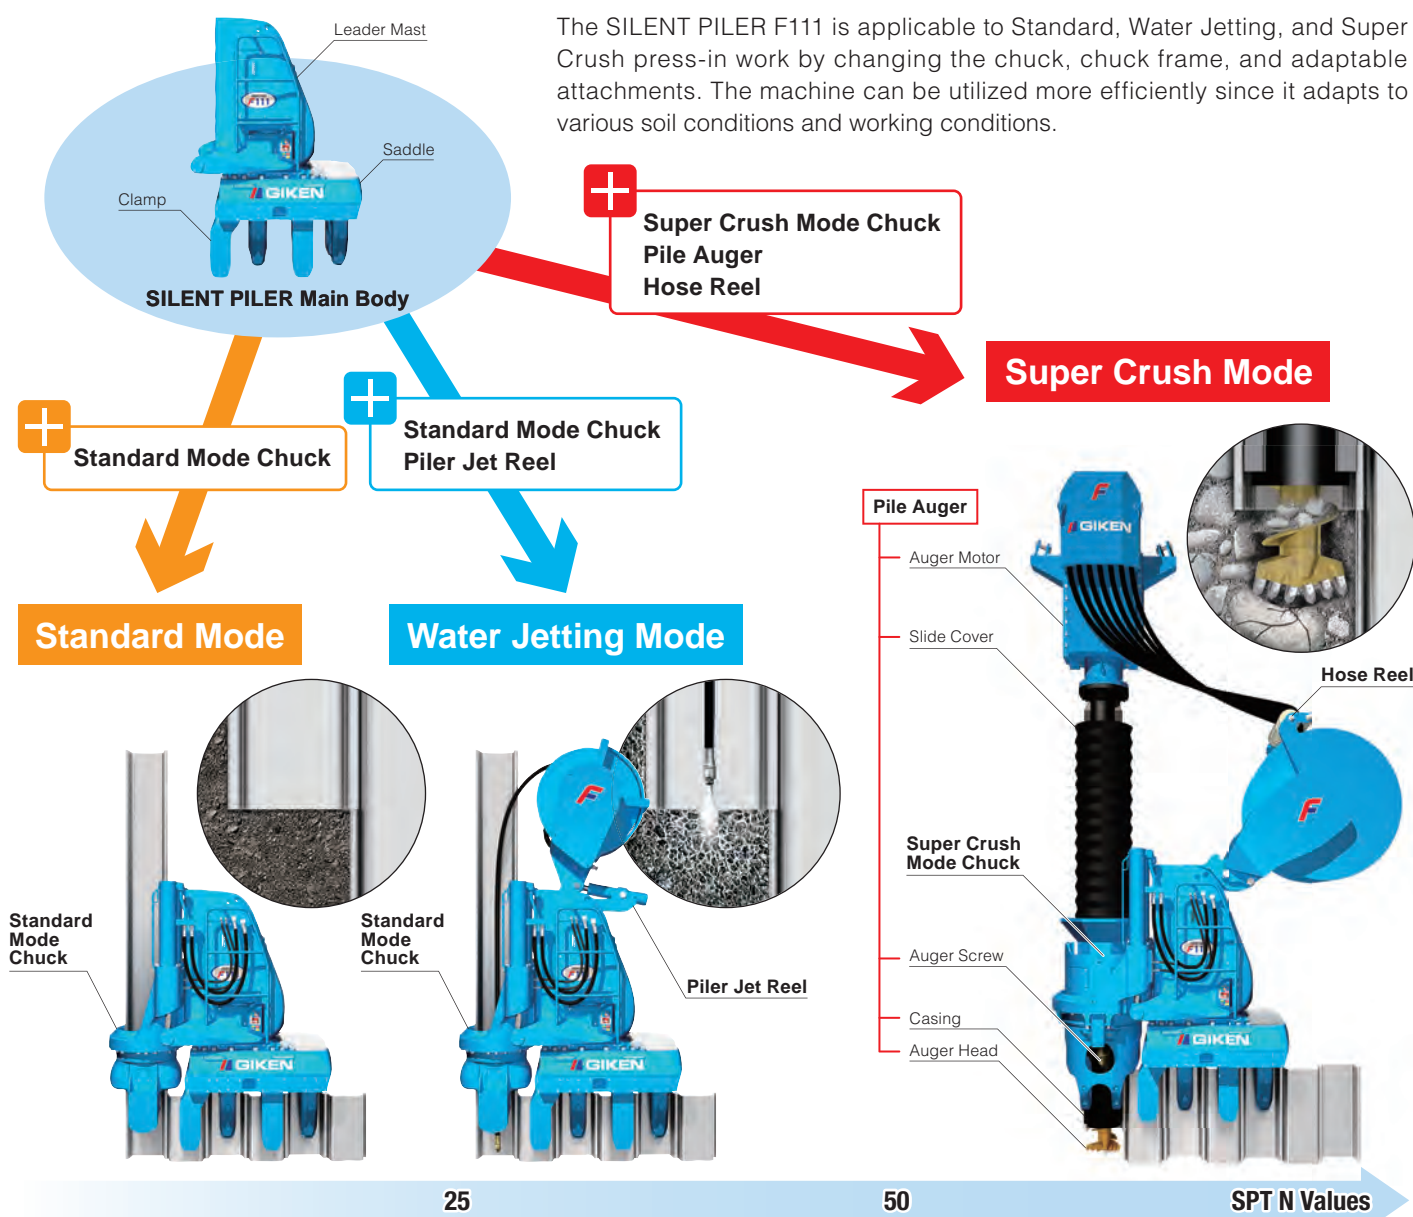 The SILENT PILER F111 is applicable to Standard, Water Jetting, and Super
Crush press-in work by changing the chuck, chuck frame, and adaptable
attachments. The machine can be utilized more efficiently since it adapts to
various soil conditions and working conditions.
Leader Mast
F111
Saddle
GIKEN
Clamp
SILENT PILER Main Body
Super Crush Mode Chuck
Pile Auger
Hose Reel
Super Crush Mode
Standard Mode Chuck
Standard Mode Chuck
Piler Jet Reel
Standard Mode
Water Jetting Mode
Pile Auger
Auger Motor
Slide Cover
F
GIKEN
Hose Reel
F
F
Super Crush
Mode Chuck
Standard
Mode
Chuck
Standard
Mode
Chuck
Piler Jet Reel
F111
Auger Screw
Casing
Auger Head
GIKEN
GIKEN
GIKEN
25
50
SPT N Values